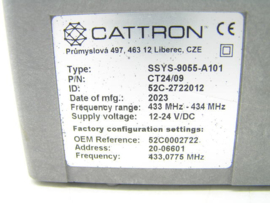 CATTRON CE
Průmyslová 497, 463 12 Liberec, CZE
Type: SSYS-9055-A101
P/N: CT24/09
ID: 52C-2722012
Date of mfg.: 2023
Frequency range: 433 MHz - 434 MHz
Supply voltage: 12-24 V/DC
Factory configuration settings
OEM Reference: 52C0002722
Address: 20-06601
Frequency: 433,0775 MHz